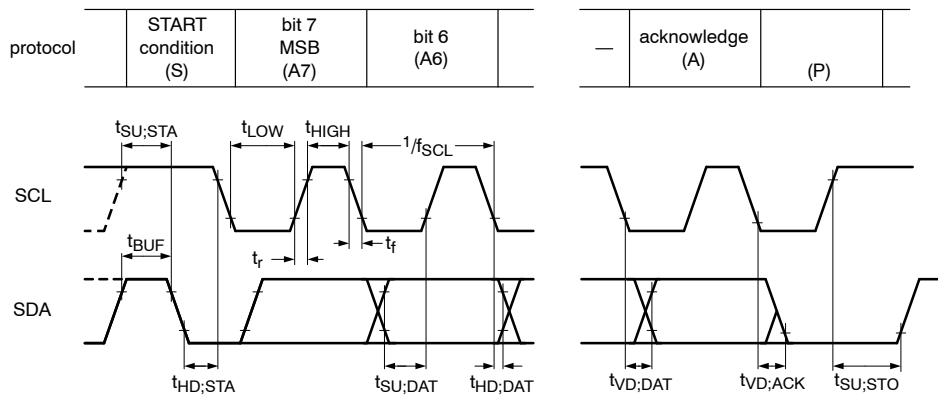 protocol
START
condition
(S)
bit 7
MSB
(A7)
bit 6
(A6)
—
acknowledge
(A)
(P)
tSU;STA
tLOW
tHIGH
1/fSCL
SCL
tBUF
tr
tf
SDA
tHD;STA
tSU;DAT
tHD;DAT
tVD;DAT
tVD;ACK
tSU;STO